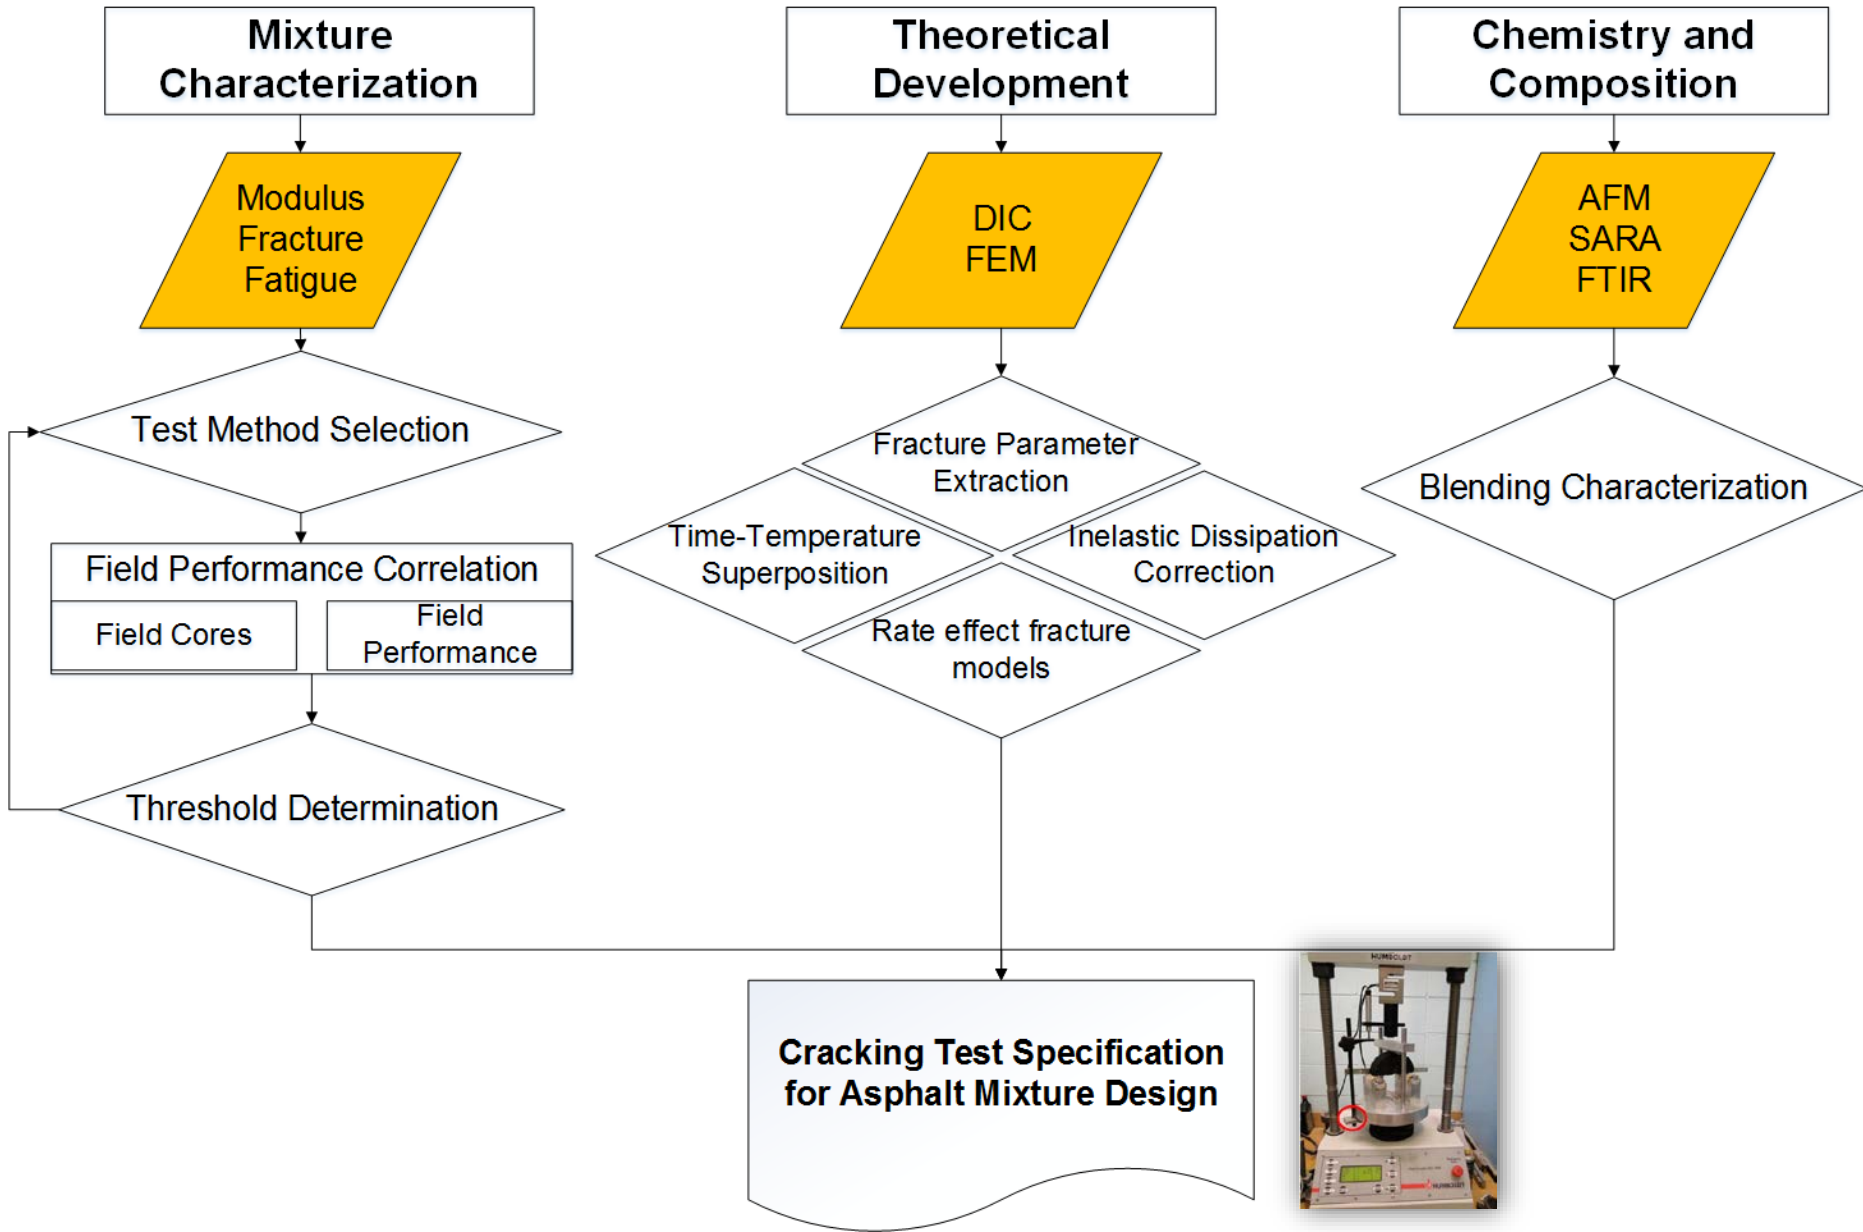 Mixture
Characterization
Theoretical
Development
Chemistry and
Composition
Modulus
Fracture
Fatigue
DIC
FEM
AFM
SARA
FTIR
Test Method Selection
Fracture Parameter
Extraction
Time-Temperature
Superposition
Inelastic Dissipation
Correction
Rate effect fracture
models
Blending Characterization
Field Performance Correlation
Field Cores
Field
Performance
Threshold Determination
Cracking Test Specification
for Asphalt Mixture Design
HUMBOLDT
HUMBOLDT